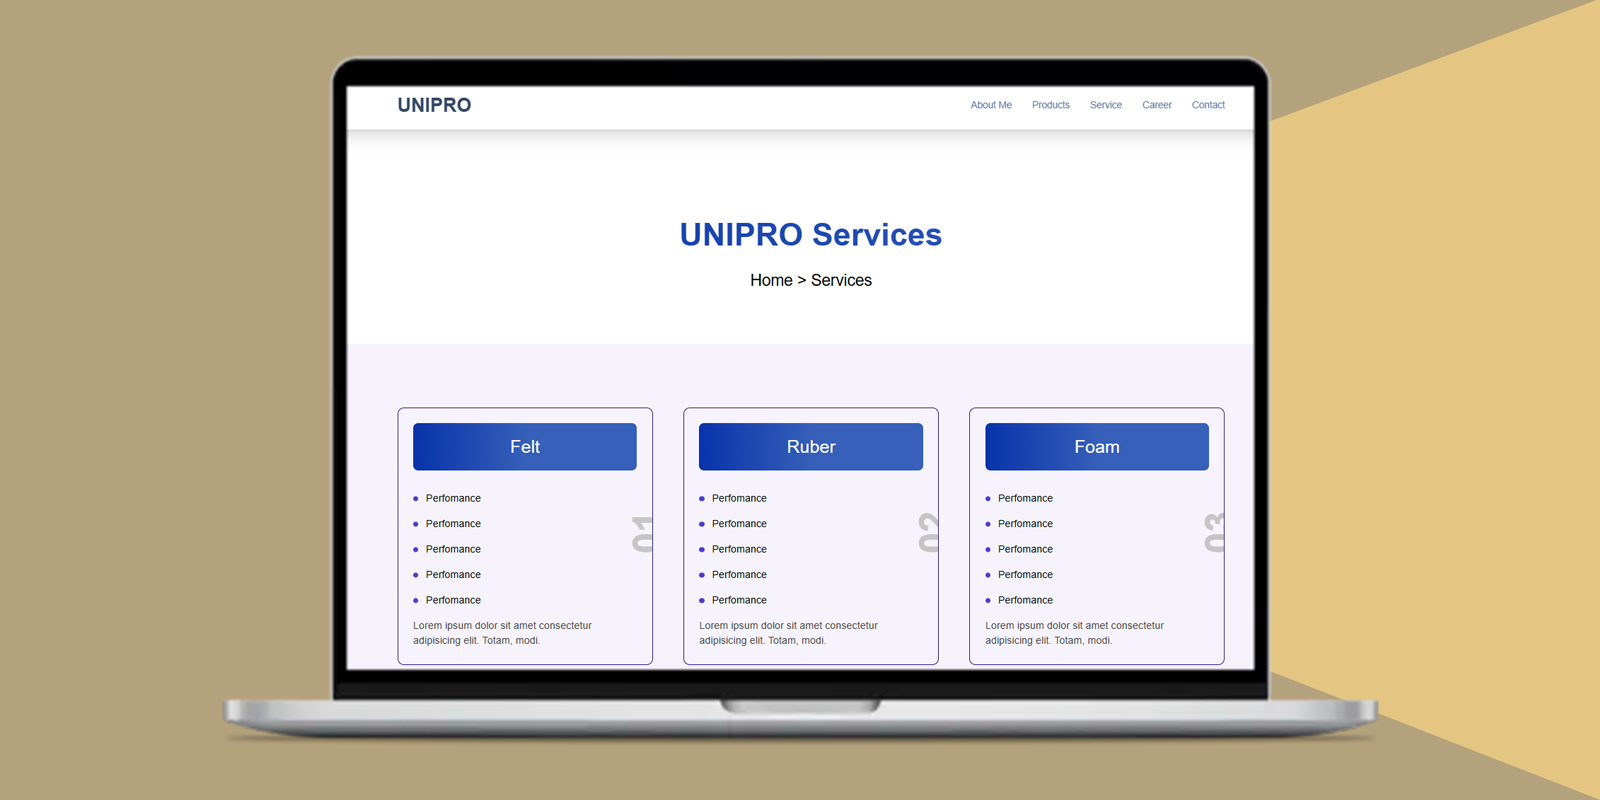 UNIPRO
About Me Products Service Career Contact
UNIPRO Services
Home > Services
Felt
Perfomance
Perfomance
Perfomance
Perfomance
Perfomance
Lorem ipsum dolor sit amet consectetur
adipisicing elit. Totam, modi.
01
Ruber
Perfomance
Perfomance
Perfomance
Perfomance
Perfomance
Lorem ipsum dolor sit amet consectetur
adipisicing elit. Totam, modi.
02
Foam
Perfomance
Perfomance
Perfomance
Perfomance
Perfomance
Lorem ipsum dolor sit amet consectetur
adipisicing elit. Totam, modi.
03